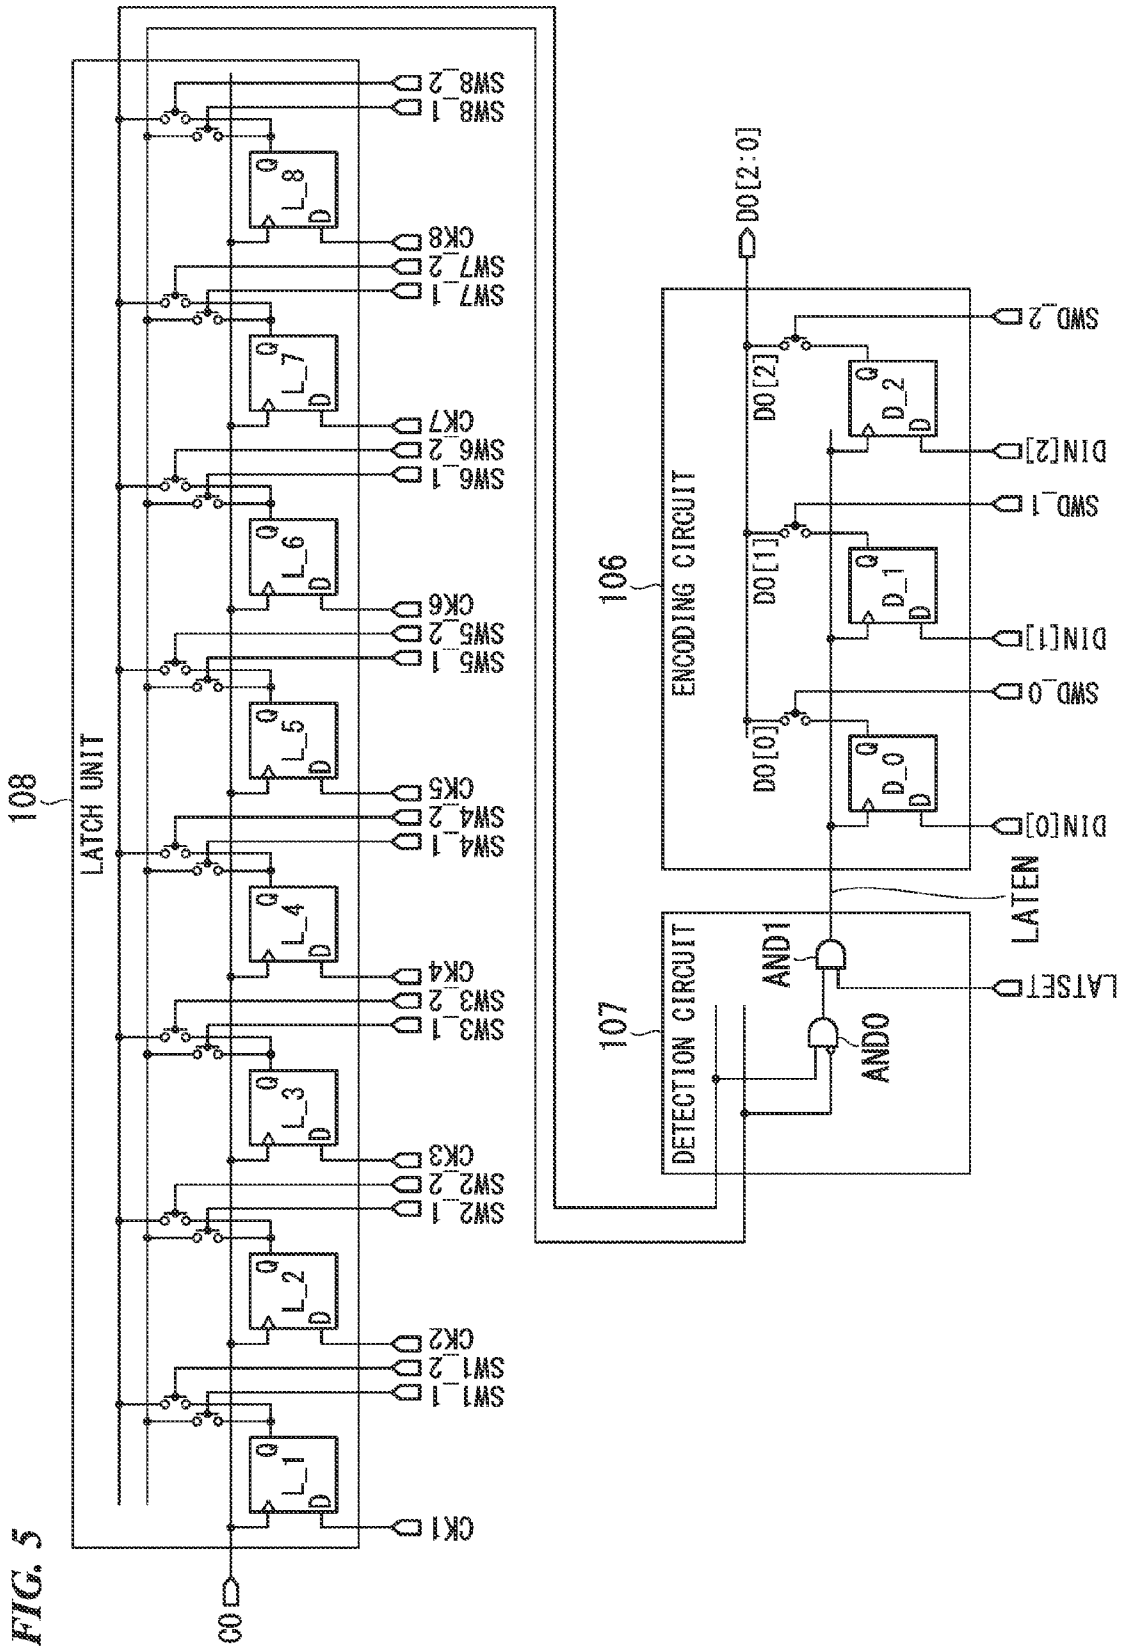 FIG. 5
108
LATCH UNIT
CO
CK1
L_1
D
Q
SW1_1
SW1_2
CK2
L_2
D
Q
SW2_1
SW2_2
CK3
L_3
D
Q
SW3_1
SW3_2
CK4
L_4
D
Q
SW4_1
SW4_2
CK5
L_5
D
Q
SW5_1
SW5_2
CK6
L_6
D
Q
SW6_1
SW6_2
CK7
L_7
D
Q
SW7_1
SW7_2
CK8
L_8
D
Q
SW8_1
SW8_2
107
DETECTION CIRCUIT
AND0
AND1
LATSET
LATEN
106
ENCODING CIRCUIT
DO[0]
D_0
D
Q
DIN[0]
SWD_0
DO[1]
D_1
D
Q
DIN[1]
SWD_1
DO[2]
D_2
D
Q
DIN[2]
SWD_2
DO[2:0]